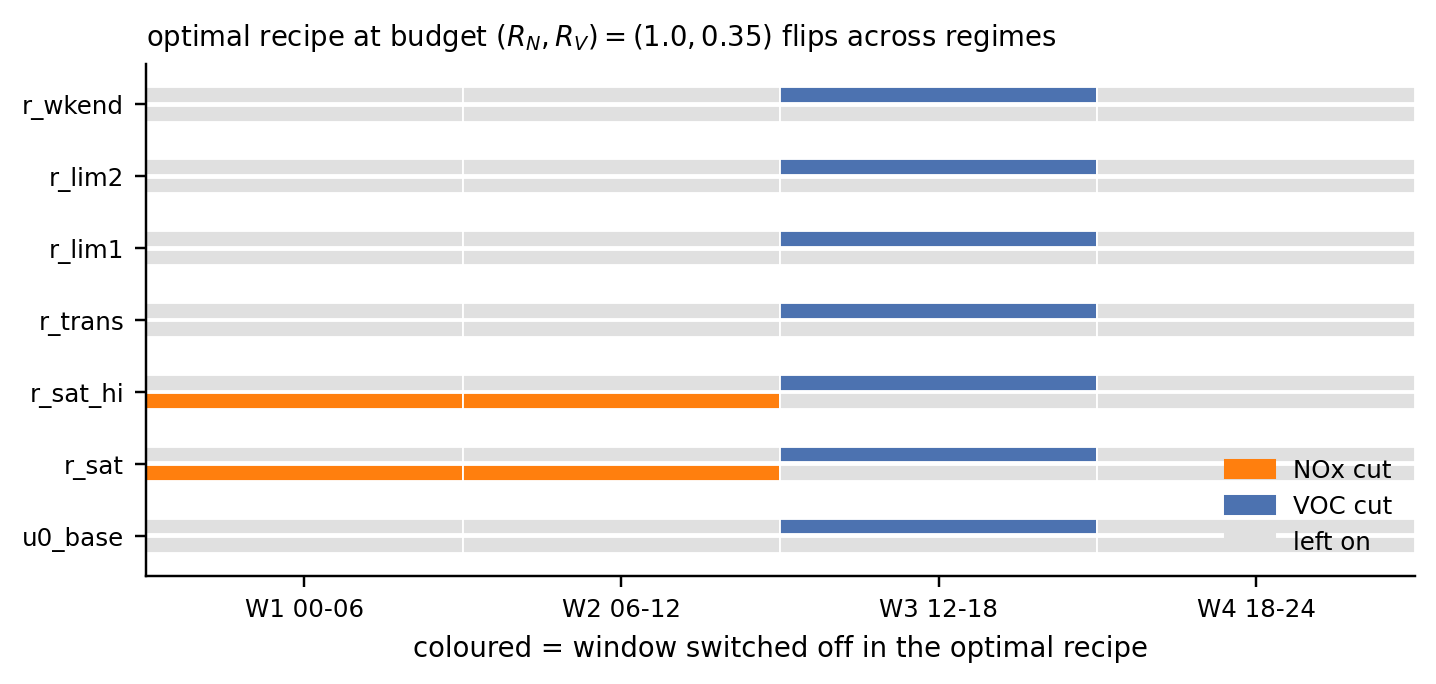 optimal recipe at budget (R_N, R_V) = (1.0, 0.35) flips across regimes
r_wkend
r_lim2
r_lim1
r_trans
r_sat_hi
r_sat
u0_base
NOx cut
VOC cut
left on
W1 00-06
W2 06-12
W3 12-18
W4 18-24
coloured = window switched off in the optimal recipe